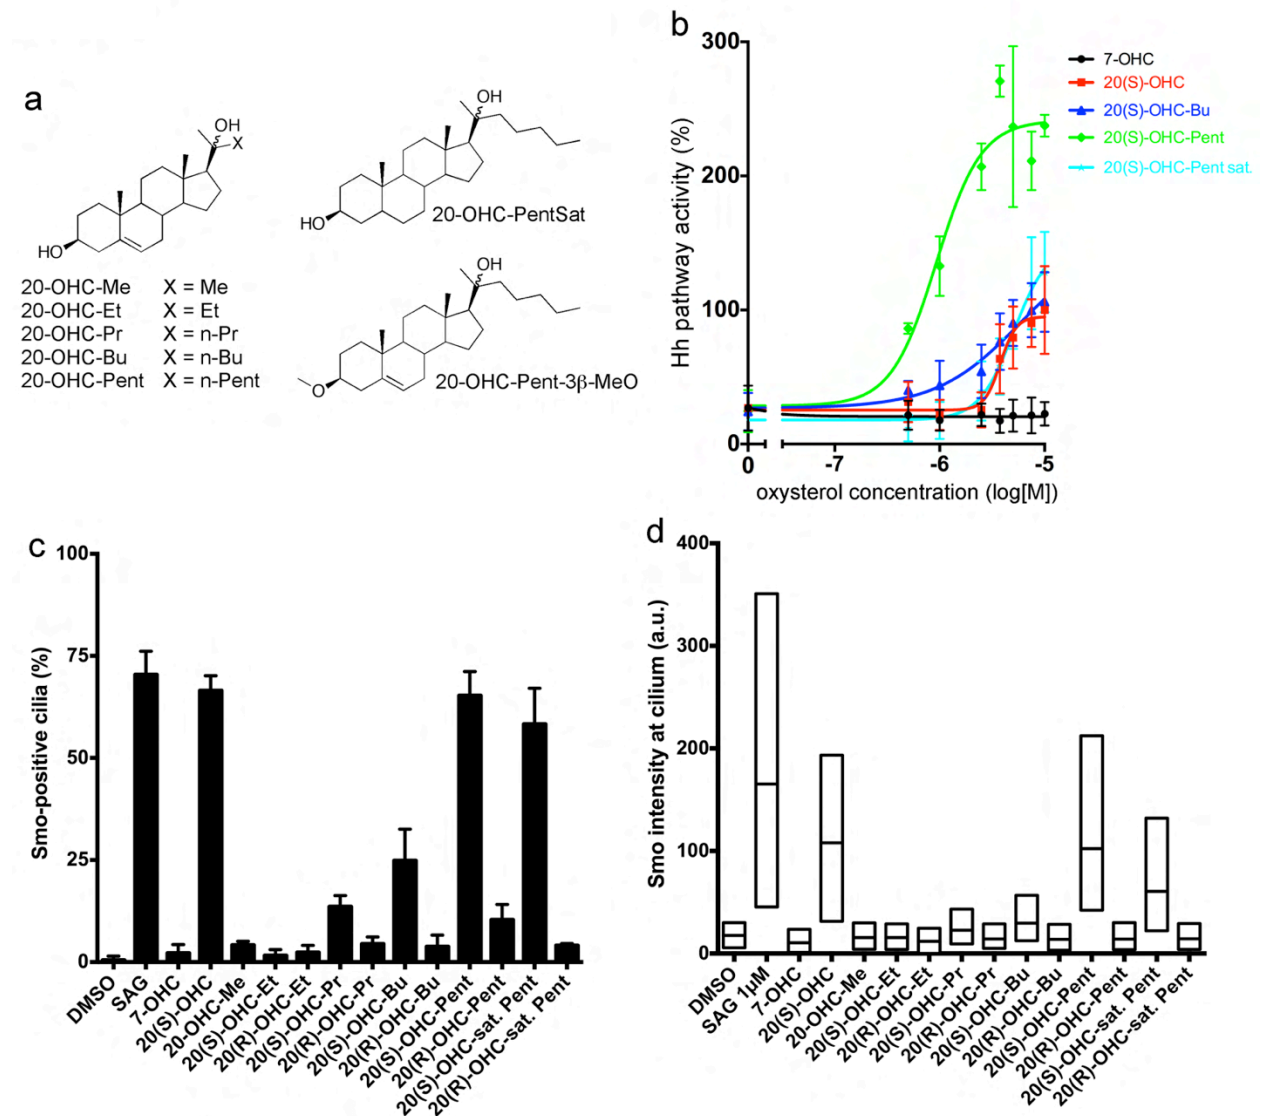 a
OH
X
HO
20-OHC-Me X = Me
20-OHC-Et X = Et
20-OHC-Pr X = n-Pr
20-OHC-Bu X = n-Bu
20-OHC-Pent X = n-Pent
OH
HO
20-OHC-PentSat
OH
O
20-OHC-Pent-3β-MeO
b
Hh pathway activity (%)
300
200
100
0
0 -7 -6 -5
oxysterol concentration (log[M])
7-OHC
20(S)-OHC
20(S)-OHC-Bu
20(S)-OHC-Pent
20(S)-OHC-Pent sat.
c
Smo-positive cilia (%)
100
75
50
25
0
DMSO
SAG
7-OHC
20(S)-OHC
20-OHC-Me
20(S)-OHC-Et
20(R)-OHC-Et
20(S)-OHC-Pr
20(R)-OHC-Pr
20(S)-OHC-Bu
20(R)-OHC-Bu
20(S)-OHC-Pent
20(R)-OHC-Pent
20(S)-OHC-sat. Pent
20(R)-OHC-sat. Pent
d
Smo intensity at cilium (a.u.)
400
300
200
100
0
DMSO
SAG 1μM
7-OHC
20(S)-OHC
20-OHC-Me
20(S)-OHC-Et
20(R)-OHC-Et
20(S)-OHC-Pr
20(R)-OHC-Pr
20(S)-OHC-Bu
20(R)-OHC-Bu
20(S)-OHC-Pent
20(R)-OHC-Pent
20(S)-OHC-sat. Pent
20(R)-OHC-sat. Pent